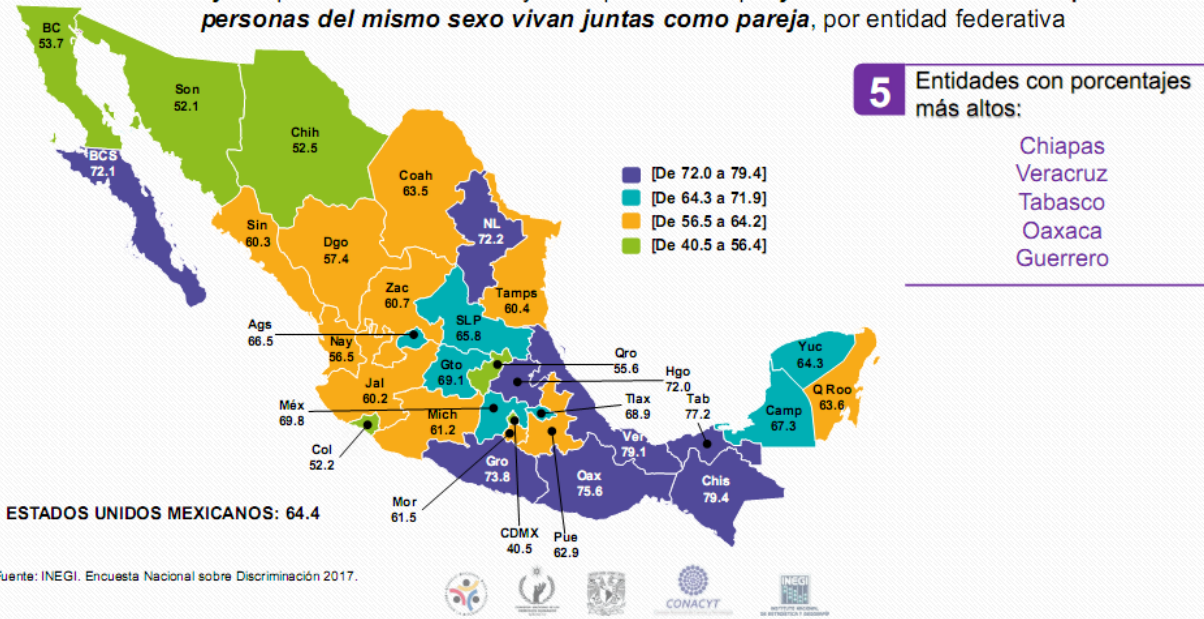 personas del mismo sexo vivan juntas como pareja, por entidad federativa
5
Entidades con porcentajes
más altos:
Chiapas
Veracruz
Tabasco
Oaxaca
Guerrero
[De 72.0 a 79.4]
[De 64.3 a 71.9]
[De 56.5 a 64.2]
[De 40.5 a 56.4]
BC
53.7
Son
52.1
Chih
52.5
BCS
72.1
Coah
63.5
Sin
60.3
Dgo
57.4
NL
72.2
Zac
60.7
Tamps
60.4
SLP
65.8
Ags
66.5
Nay
56.5
Gto
69.1
Qro
55.6
Hgo
72.0
Jal
60.2
Méx
69.8
Mich
61.2
Tlax
68.9
Tab
77.2
Yuc
64.3
Q Roo
63.6
Camp
67.3
Col
52.2
Ver
79.1
Gro
73.8
Oax
75.6
Chis
79.4
Mor
61.5
CDMX
40.5
Pue
62.9
ESTADOS UNIDOS MEXICANOS: 64.4
Fuente: INEGI. Encuesta Nacional sobre Discriminación 2017.
CONACYT
INEGI